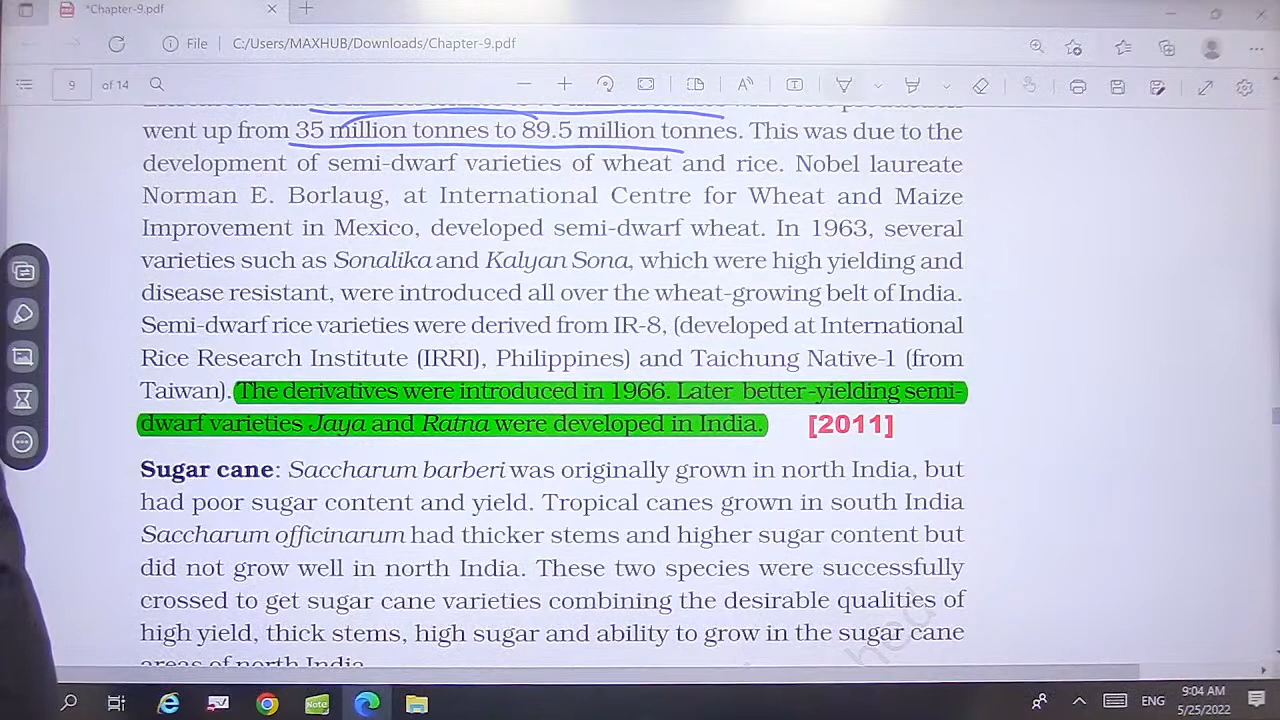 *Chapter-9.pdf
File C:/Users/MAXHUB/Downloads/Chapter-9.pdf
9 of 14
went up from 35 million tonnes to 89.5 million tonnes. This was due to the
development of semi-dwarf varieties of wheat and rice. Nobel laureate
Norman E. Borlaug, at International Centre for Wheat and Maize
Improvement in Mexico, developed semi-dwarf wheat. In 1963, several
varieties such as Sonalika and Kalyan Sona, which were high yielding and
disease resistant, were introduced all over the wheat-growing belt of India.
Semi-dwarf rice varieties were derived from IR-8, (developed at International
Rice Research Institute (IRRI), Philippines) and Taichung Native-1 (from
Taiwan). The derivatives were introduced in 1966. Later better-yielding semi-
dwarf varieties Jaya and Ratna were developed in India. [2011]
Sugar cane: Saccharum barberi was originally grown in north India, but
had poor sugar content and yield. Tropical canes grown in south India
Saccharum officinarum had thicker stems and higher sugar content but
did not grow well in north India. These two species were successfully
crossed to get sugar cane varieties combining the desirable qualities of
high yield, thick stems, high sugar and ability to grow in the sugar cane
areas of north India.
Note
ENG
9:04 AM
5/25/2022